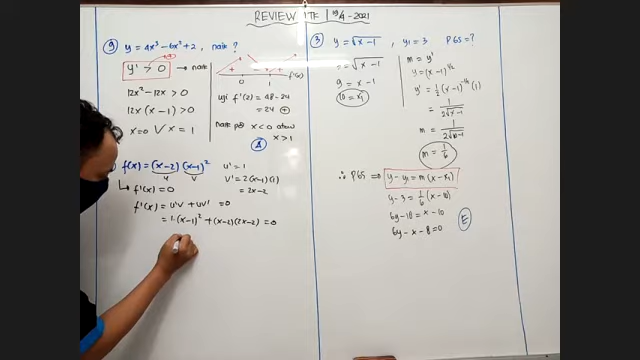 REVIEW ITK 1 09/4-2021
9 y = 4x³ - 6x² + 2, naik?
y' > 0 → naik
12x² - 12x > 0
12x (x - 1) > 0
x = 0 V x = 1
+ - +
0 1 f'(x)
uji f'(2) = 48 - 24
= 24 (+)
naik pd x < 0 atau
x > 1
A
f(x) = (x-2) (x-1)²
u v
↳ f'(x) = 0
f'(x) = u'v + uv' = 0
= 1·(x-1)² + (x-2)(2x-2) = 0
u' = 1
v' = 2(x-1)(1)
= 2x-2
3 y = √x-1 , y₁ = 3 PGS = ?
= √x-1
9 = x - 1
10 = x₁
m = y'
y = (x-1)^½
y' = ½ (x-1)^-½ (1)
= 1/2√x-1
m = 1/2√10-1
m = 1/6
∴ PGS ⇒ y - y₁ = m(x - x₁)
y - 3 = 1/6 (x - 10)
6y - 18 = x - 10
6y - x - 8 = 0
E